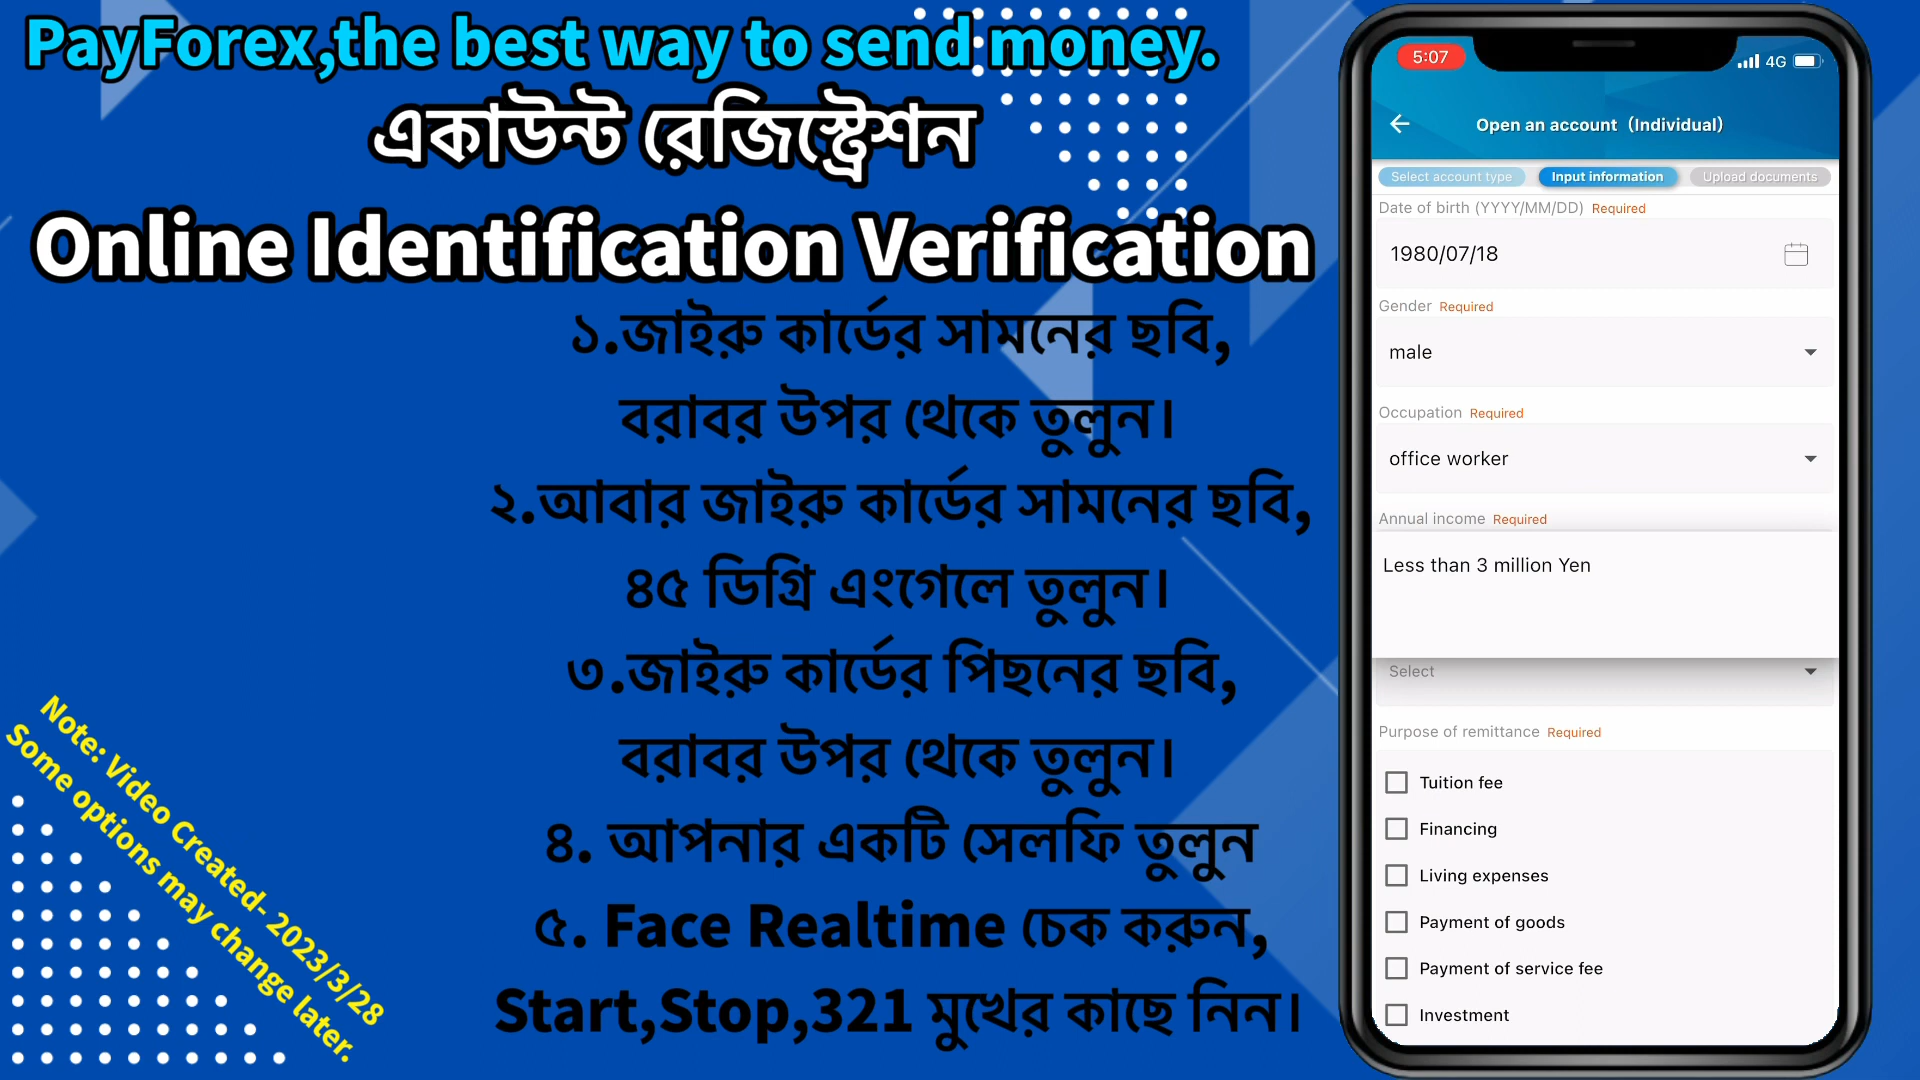 PayForex,the best way to send money.
একাউন্ট রেজিস্ট্রেশন
Online Identification Verification
১.জাইরু কার্ডের সামনের ছবি,
বরাবর উপর থেকে তুলুন।
২.আবার জাইরু কার্ডের সামনের ছবি,
৪৫ ডিগ্রি এংগেলে তুলুন।
৩.জাইরু কার্ডের পিছনের ছবি,
বরাবর উপর থেকে তুলুন।
৪. আপনার একটি সেলফি তুলুন
৫. Face Realtime চেক করুন,
Start,Stop,321 মুখের কাছে নিন।
Note: Video Created- 2023/3/28
Some options may change later.
5:07
4G
Open an account（Individual）
Select account type
Input information
Upload documents
Date of birth (YYYY/MM/DD) Required
1980/07/18
Gender Required
male
Occupation Required
office worker
Annual income Required
Less than 3 million Yen
Select
Purpose of remittance Required
Tuition fee
Financing
Living expenses
Payment of goods
Payment of service fee
Investment